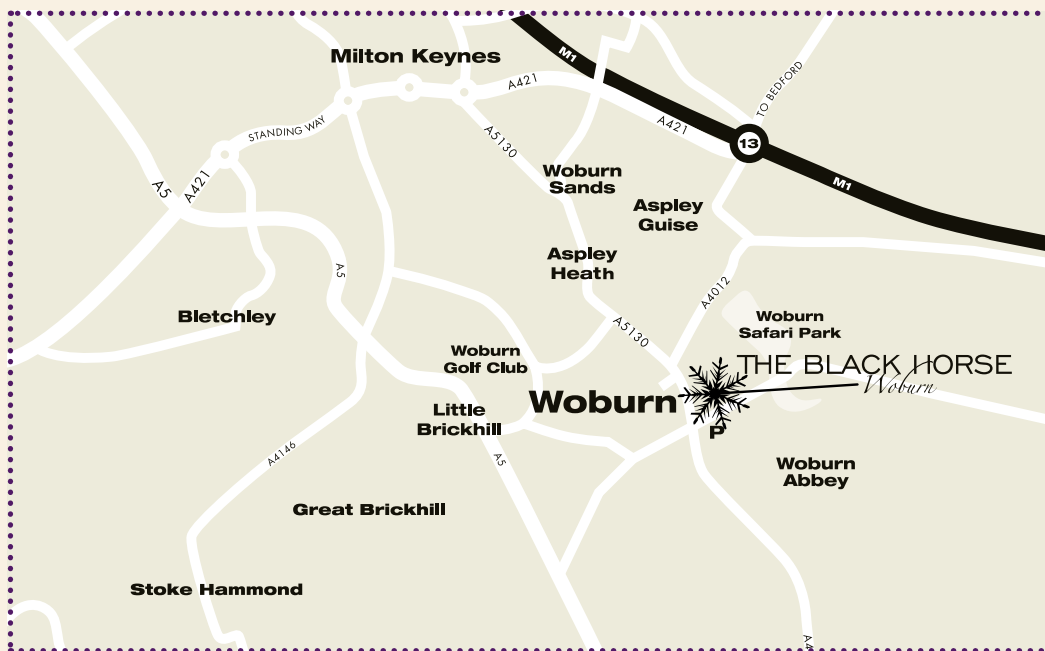 Milton Keynes
M1
A421
STANDING WAY
A5130
A421
TO BEDFORD
13
M1
A5
A421
Woburn
Sands
Aspley
Guise
Aspley
Heath
A5
A4012
Bletchley
A5130
Woburn
Safari Park
Woburn
Golf Club
THE BLACK HORSE
Woburn
Woburn
Little
Brickhill
P
A4146
A5
Woburn
Abbey
Great Brickhill
Stoke Hammond
A4